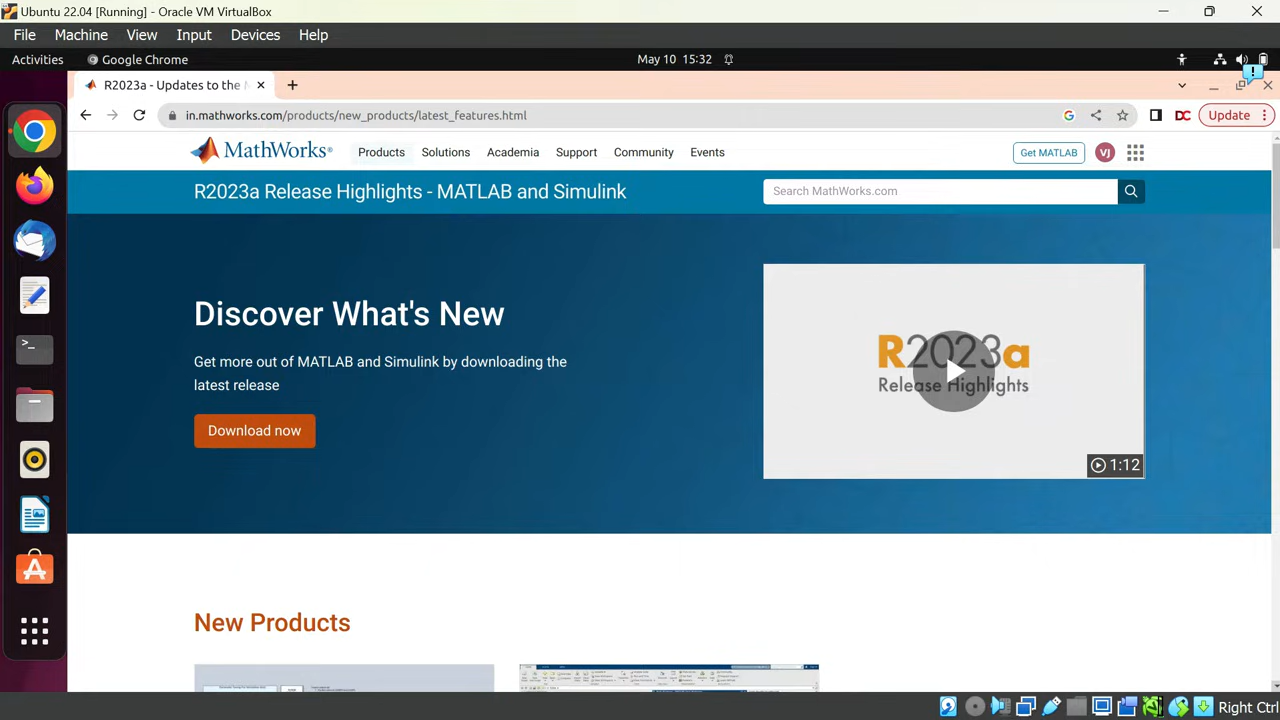 Ubuntu 22.04 [Running] - Oracle VM VirtualBox
File Machine View Input Devices Help
Activities Google Chrome May 10 15:32
R2023a - Updates to the
in.mathworks.com/products/new_products/latest_features.html
DC Update
MathWorks® Products Solutions Academia Support Community Events Get MATLAB VJ
R2023a Release Highlights - MATLAB and Simulink
Search MathWorks.com
Discover What's New
Get more out of MATLAB and Simulink by downloading the
latest release
Download now
R2023a
Release Highlights
1:12
New Products
Right Ctrl